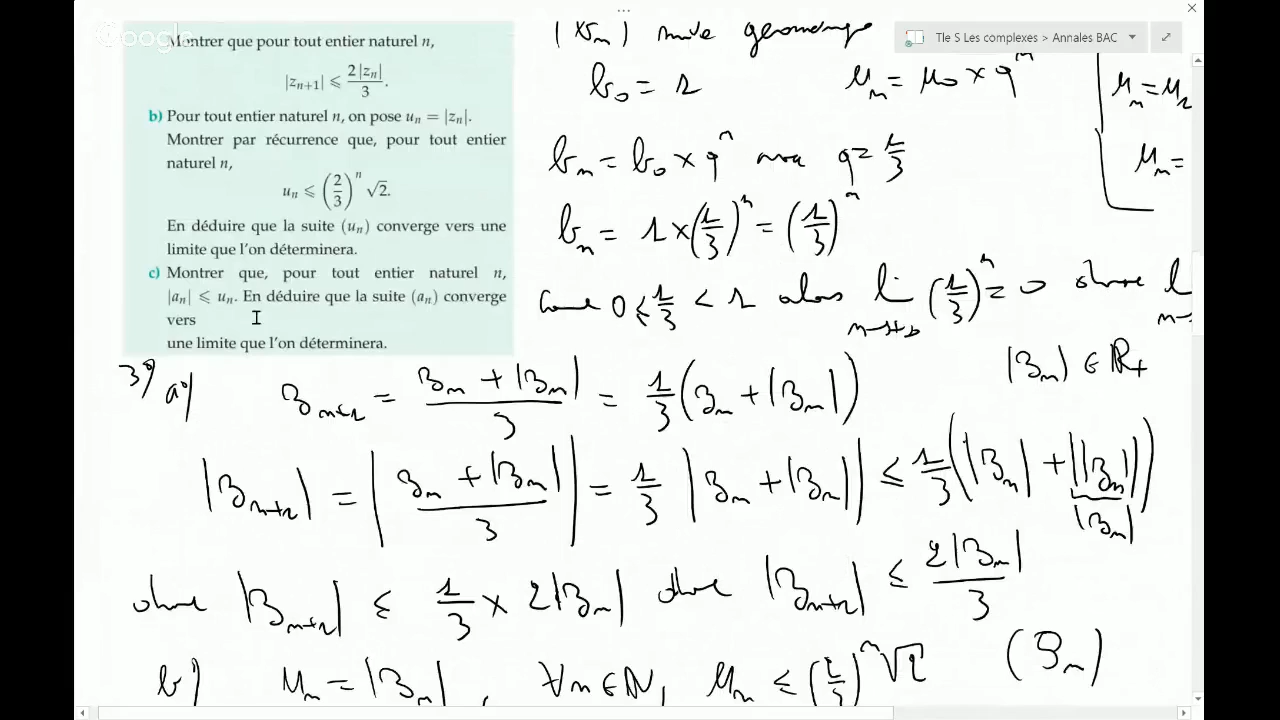 Google
Montrer que pour tout entier naturel n,
|z_{n+1}| ⩽ 2|z_n|/3.
b) Pour tout entier naturel n, on pose u_n = |z_n|.
Montrer par récurrence que, pour tout entier
naturel n,
u_n ⩽ (2/3)^n √2.
En déduire que la suite (u_n) converge vers une
limite que l'on déterminera.
c) Montrer que, pour tout entier naturel n,
|a_n| ⩽ u_n. En déduire que la suite (a_n) converge
vers
une limite que l'on déterminera.
Tle S Les complexes > Annales BAC
b_0 = 1
u_n = u_0 × q^n
b_n = b_0 × q^n avec q = 1/3
b_n = 1 × (1/3)^n = (1/3)^n
Comme 0 ⩽ 1/3 < 1 alors lim (1/3)^n = 0 donc
n→+∞
|z_n| ∈ ℝ+
3°) a°) z_{n+1} = (z_n + |z_n|)/3 = 1/3 (z_n + |z_n|)
|z_{n+1}| = |(z_n + |z_n|)/3| = 1/3 |z_n + |z_n|| ≤ 1/3 (|z_n| + ||z_n||)
|z_n|
donc |z_{n+1}| ≤ 1/3 × 2|z_n| donc |z_{n+1}| ≤ 2|z_n|/3
b°) u_n = |z_n|, ∀n∈ℕ, u_n ≤ (2/3)^n √2